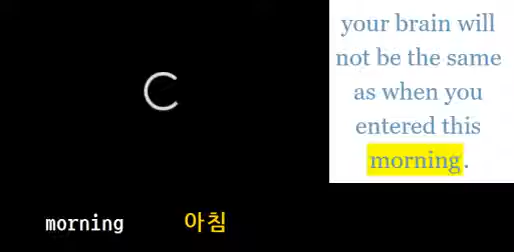 your brain will
not be the same
as when you
entered this
morning.
morning 아침